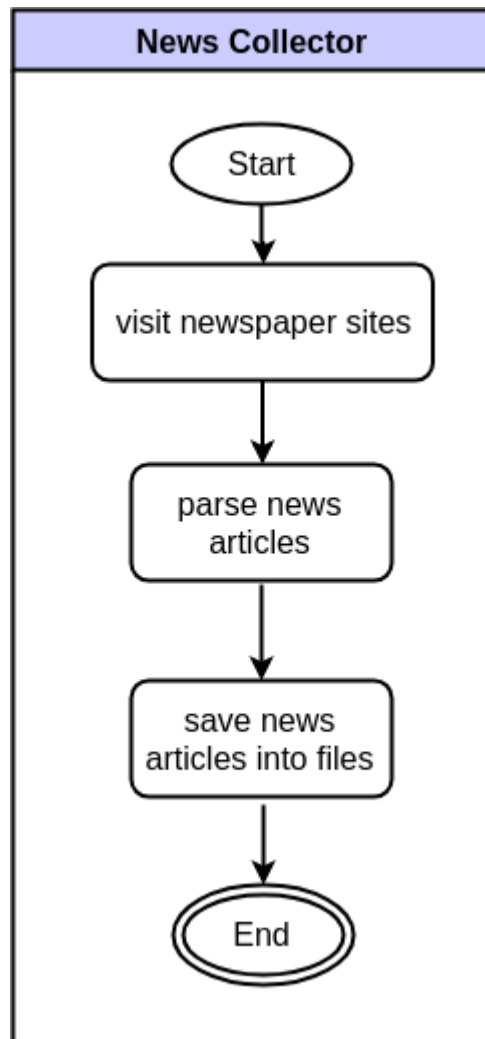 News Collector
Start
visit newspaper sites
parse news
articles
save news
articles into files
End